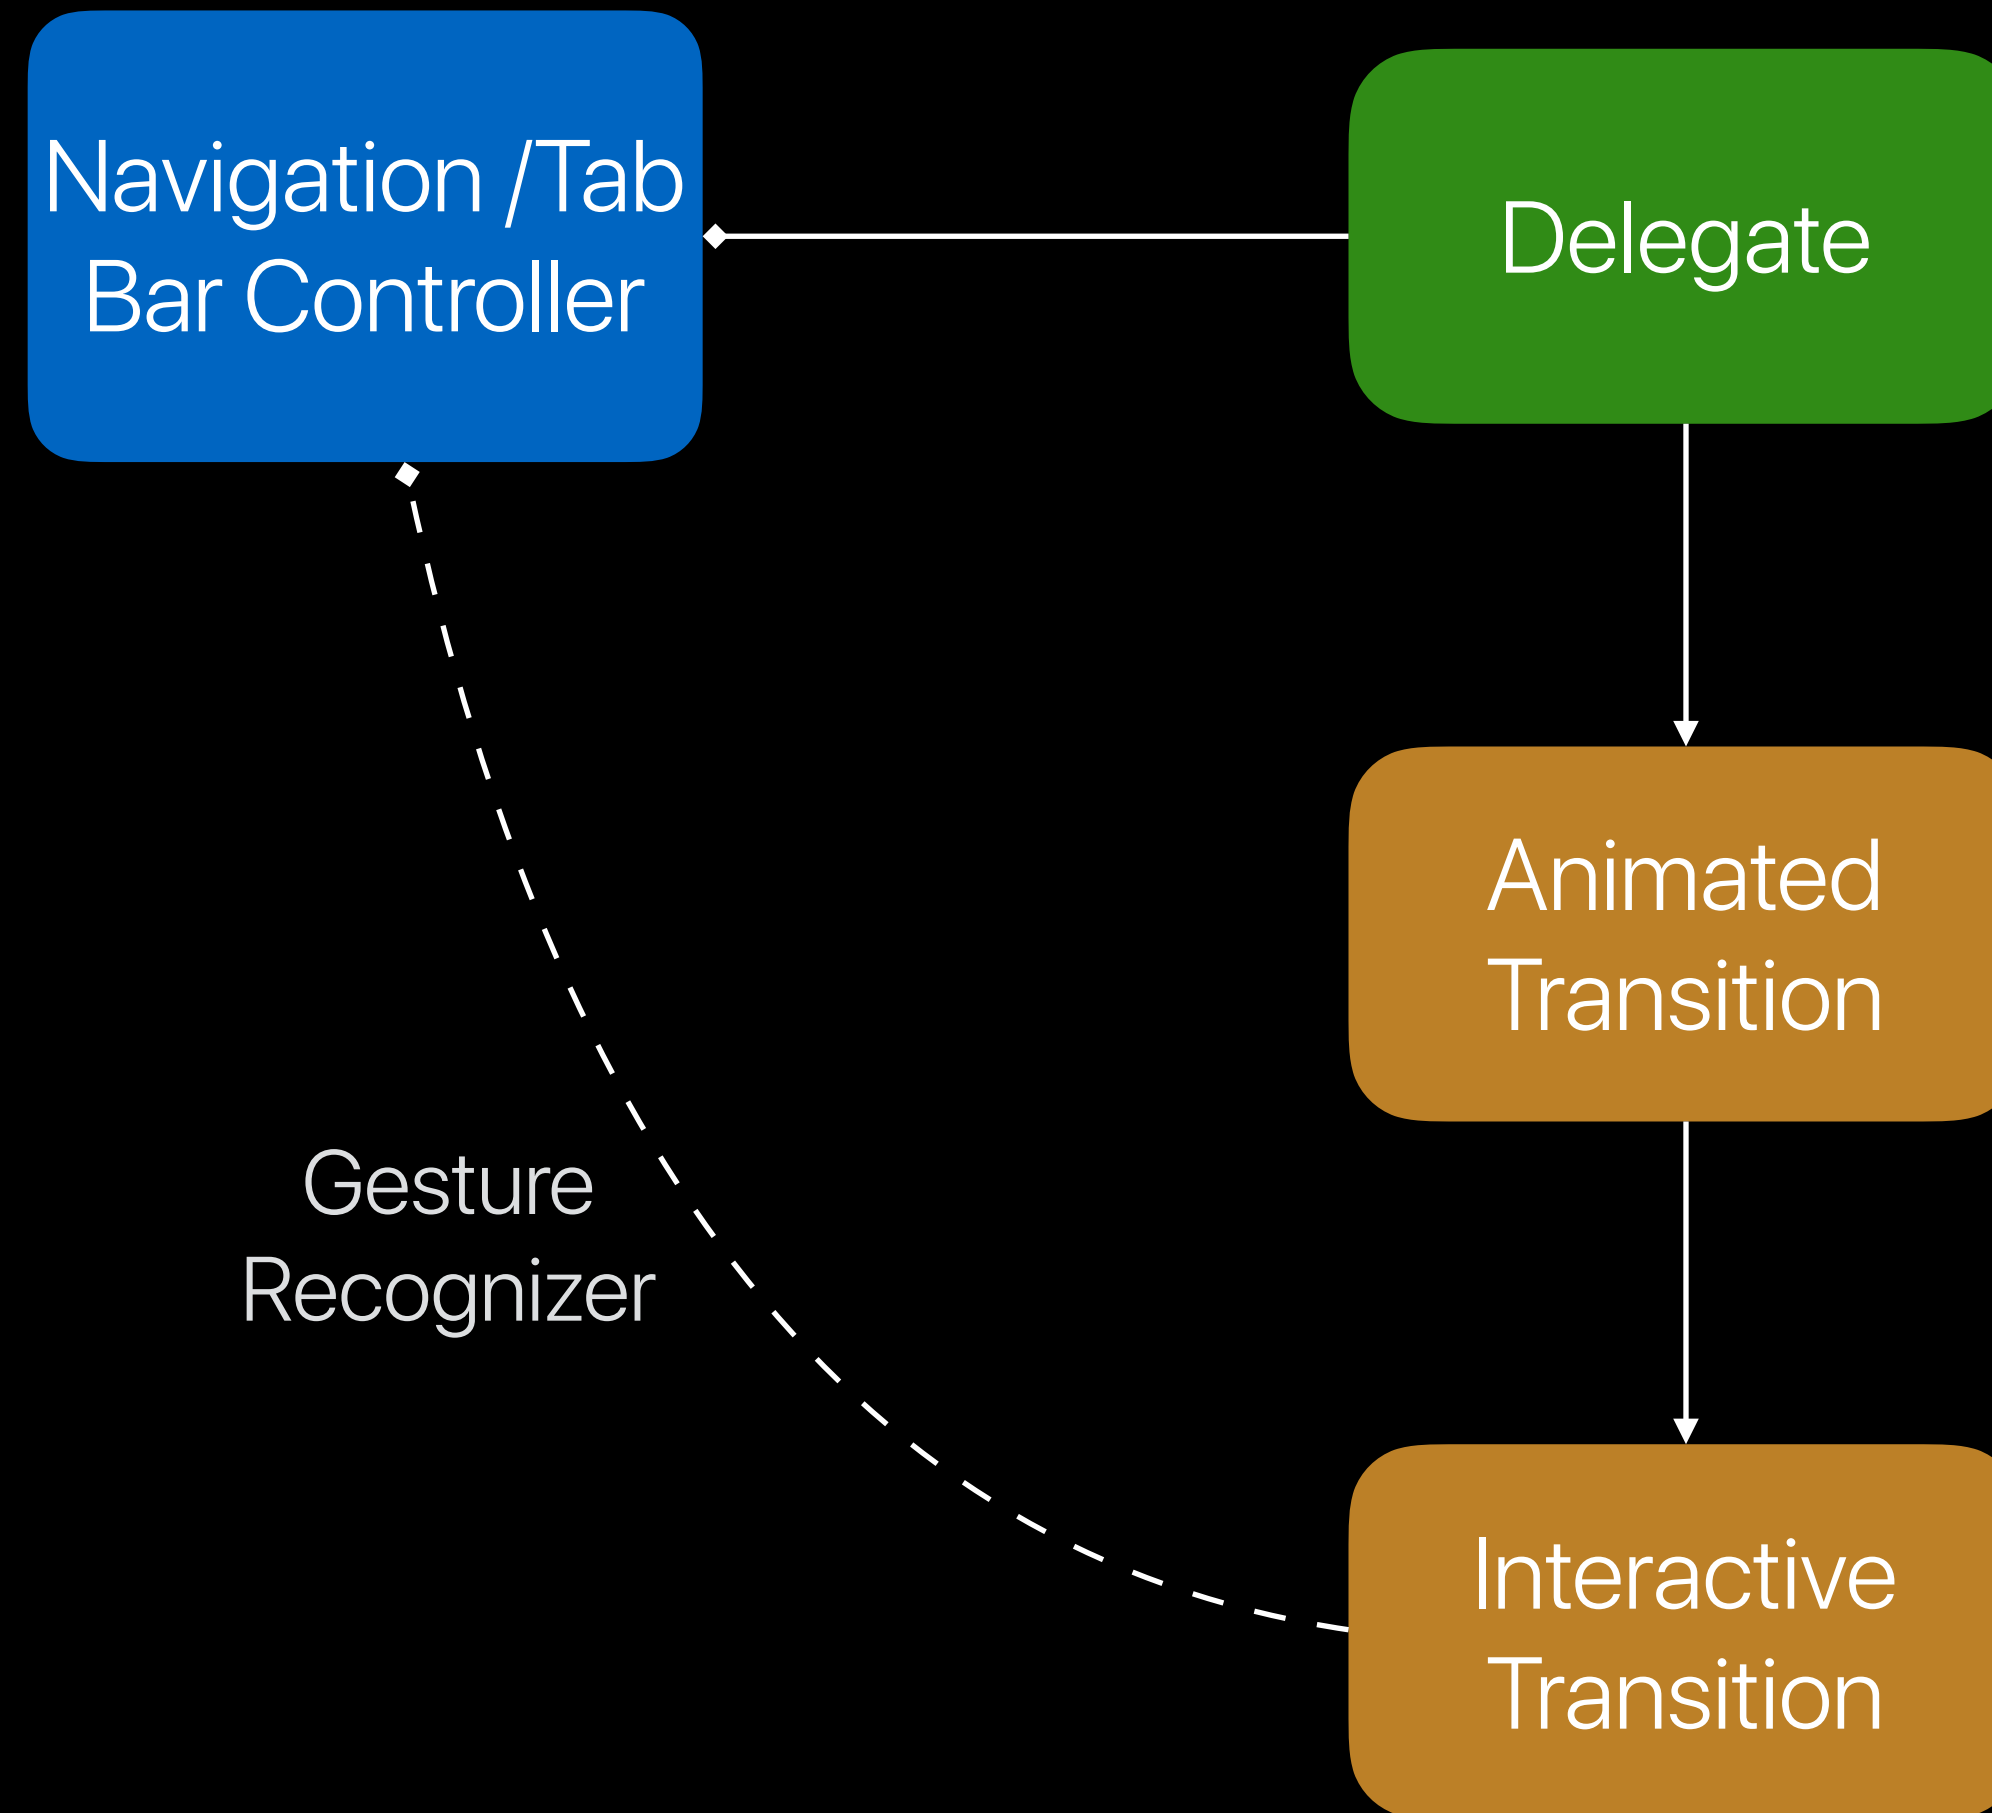 Navigation /Tab
Bar Controller
Delegate
Animated
Transition
Gesture
Recognizer
Interactive
Transition